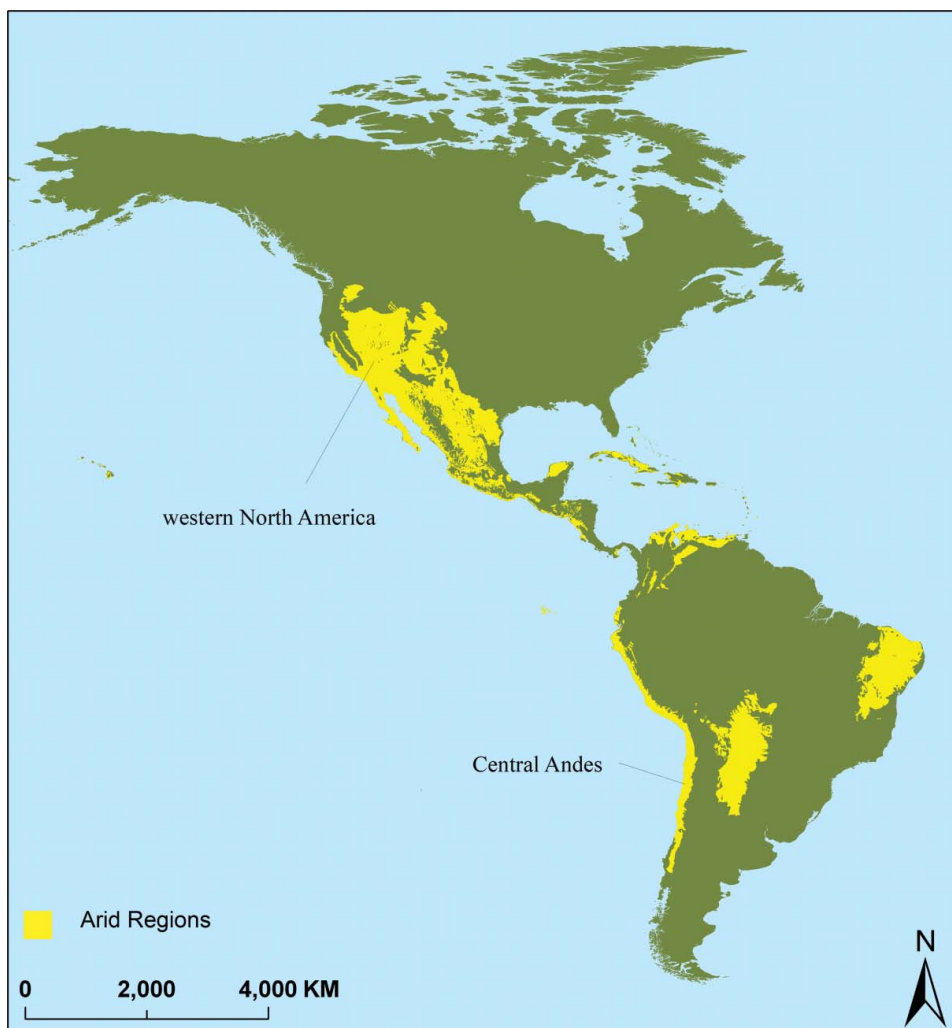 western North America
Central Andes
Arid Regions
N
0 2,000 4,000 KM